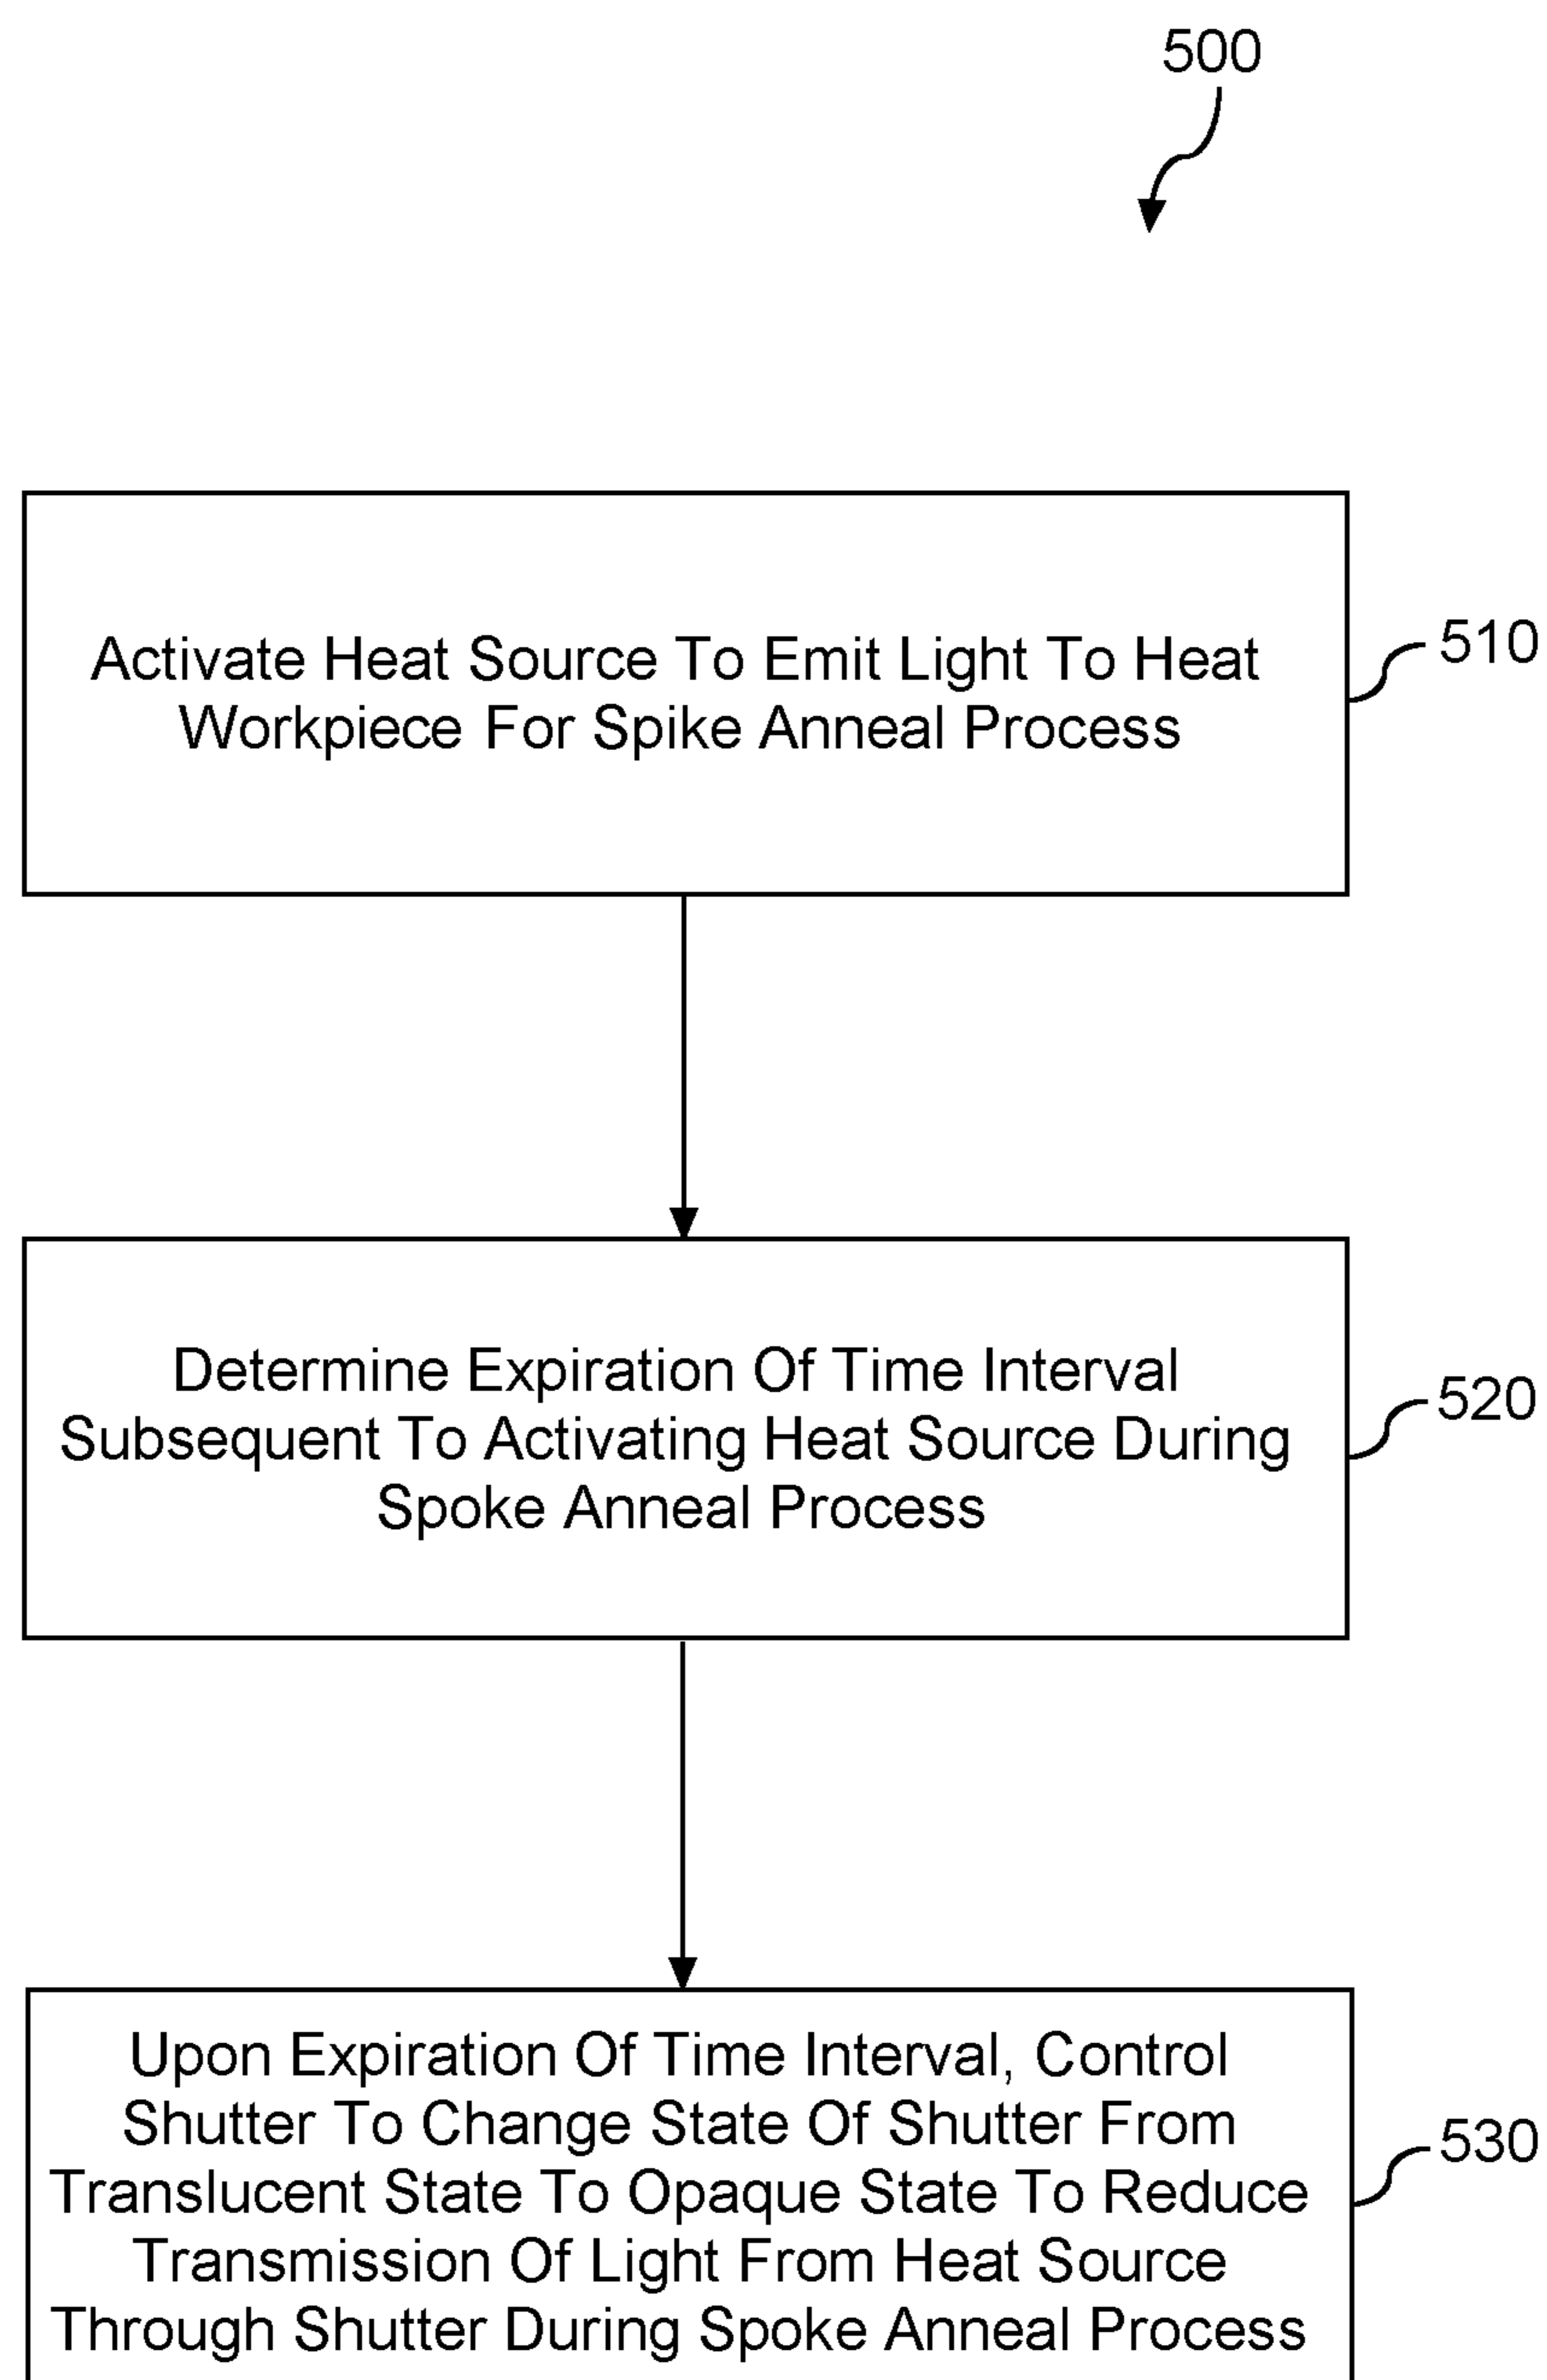 500
Activate Heat Source To Emit Light To Heat
Workpiece For Spike Anneal Process
510
Determine Expiration Of Time Interval
Subsequent To Activating Heat Source During
Spoke Anneal Process
520
Upon Expiration Of Time Interval, Control
Shutter To Change State Of Shutter From
Translucent State To Opaque State To Reduce
Transmission Of Light From Heat Source
Through Shutter During Spoke Anneal Process
530